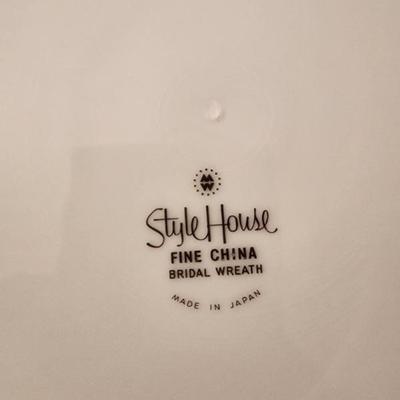 Style House
FINE CHINA
BRIDAL WREATH
MADE IN JAPAN